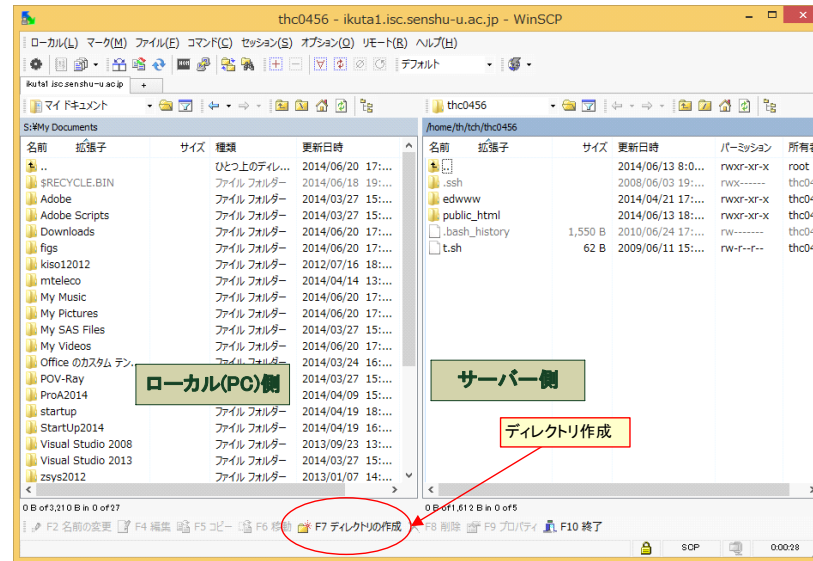 thc0456 - ikuta1.isc.senshu-u.ac.jp - WinSCP
ローカル(L) マーク(M) ファイル(F) コマンド(C) セッション(S) オプション(O) リモート(R) ヘルプ(H)
デフォルト
ikuta1.isc.senshu-u.ac.jp +
マイ ドキュメント thc0456
S:¥My Documents /home/th/tch/thc0456
名前 拡張子 サイズ 種類 更新日時 名前 拡張子 サイズ 更新日時 パーミッション 所有者
.. ひとつ上のディレ... 2014/06/20 17:... .. 2014/06/13 8:0... rwxr-xr-x root
$RECYCLE.BIN ファイル フォルダー 2014/06/18 19:... .ssh 2008/06/03 19:... rwx------ thc04
Adobe ファイル フォルダー 2014/03/27 15:... edwww 2014/04/21 17:... rwxr-xr-x thc04
Adobe Scripts ファイル フォルダー 2014/03/27 15:... public_html 2014/06/13 18:... rwxr-xr-x thc04
Downloads ファイル フォルダー 2014/06/20 17:... .bash_history 1,550 B 2010/06/24 17:... rw------- thc04
figs ファイル フォルダー 2014/06/20 17:... t.sh 62 B 2009/06/11 15:... rw-r--r-- thc04
kiso12012 ファイル フォルダー 2012/07/16 18:...
mteleco ファイル フォルダー 2014/04/14 13:...
My Music ファイル フォルダー 2014/06/20 17:...
My Pictures ファイル フォルダー 2014/06/20 17:...
My SAS Files ファイル フォルダー 2014/03/27 15:...
My Videos ファイル フォルダー 2014/06/20 17:...
Office のカスタム テン... ファイル フォルダー 2014/03/24 16:...
POV-Ray 2014/03/27 15:...
ローカル(PC)側 サーバー側
ProA2014 2014/04/09 15:...
startup ファイル フォルダー 2014/04/19 18:...
StartUp2014 ファイル フォルダー 2014/04/19 16:...
ディレクトリ作成
Visual Studio 2008 ファイル フォルダー 2013/09/23 13:...
Visual Studio 2013 ファイル フォルダー 2014/03/27 15:...
zsys2012 ファイル フォルダー 2013/01/07 14:...
0 B of 3,210 B in 0 of 27 0 B of 1,612 B in 0 of 5
F2 名前の変更 F4 編集 F5 コピー F6 移動 F7 ディレクトリの作成 F8 削除 F9 プロパティ F10 終了
SCP 0:00:28